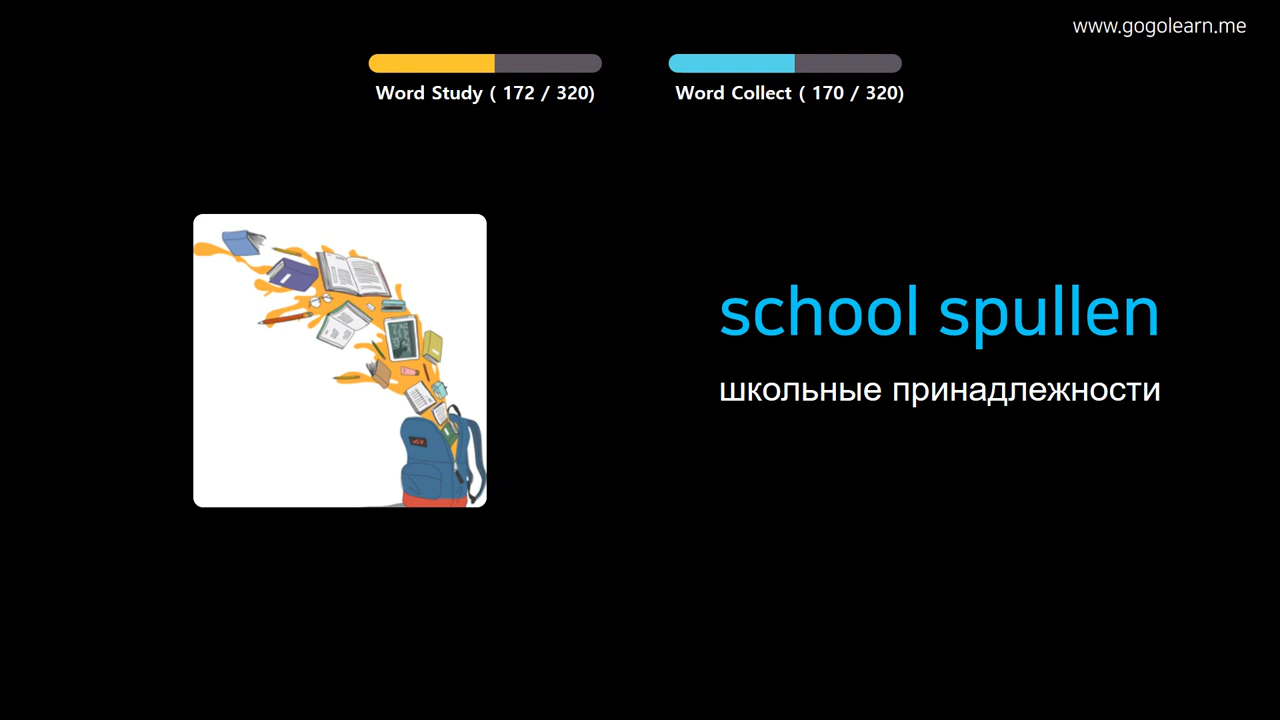 www.gogolearn.me
Word Study ( 172 / 320)
Word Collect ( 170 / 320)
school spullen
школьные принадлежности